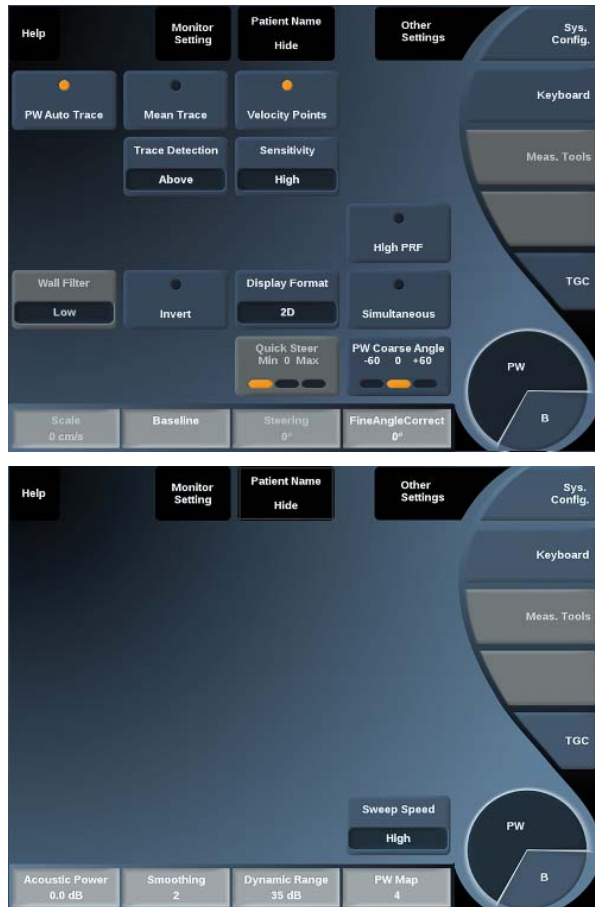 Help
Monitor
Setting
Patient Name
Hide
Other
Settings
Sys.
Config.
PW Auto Trace
Mean Trace
Velocity Points
Keyboard
Trace Detection
Above
Sensitivity
High
Meas. Tools
High PRF
Wall Filter
Low
Invert
Display Format
2D
Simultaneous
TGC
Quick Steer
Min 0 Max
PW Coarse Angle
-60 0 +60
PW
B
Scale
0 cm/s
Baseline
Steering
0°
FineAngleCorrect
0°
Help
Monitor
Setting
Patient Name
Hide
Other
Settings
Sys.
Config.
Keyboard
Meas. Tools
TGC
Sweep Speed
High
PW
B
Acoustic Power
0.0 dB
Smoothing
2
Dynamic Range
35 dB
PW Map
4